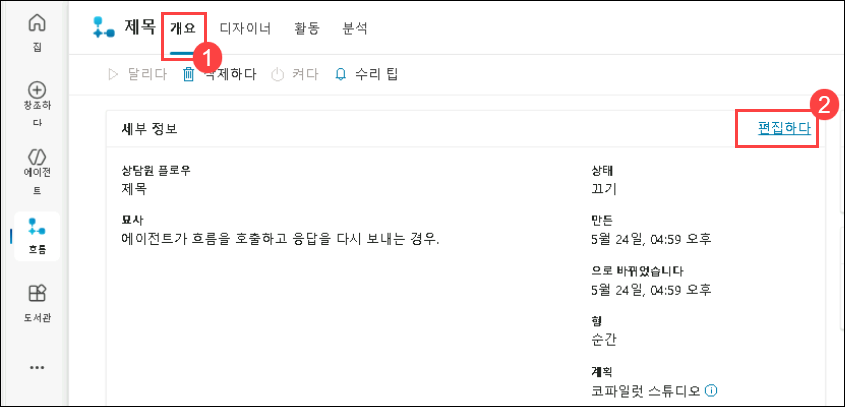 제목 개요 디자이너 활동 분석
1
집
달리다 삭제하다 켜다 수리 팁
창조하
다
2
세부 정보 편집하다
에이전
트
상담원 플로우
제목
상태
끄기
흐름
묘사
에이전트가 흐름을 호출하고 응답을 다시 보내는 경우.
만든
5월 24일, 04:59 오후
으로 바뀌었습니다
5월 24일, 04:59 오후
도서관
형
순간
...
계획
코파일럿 스튜디오